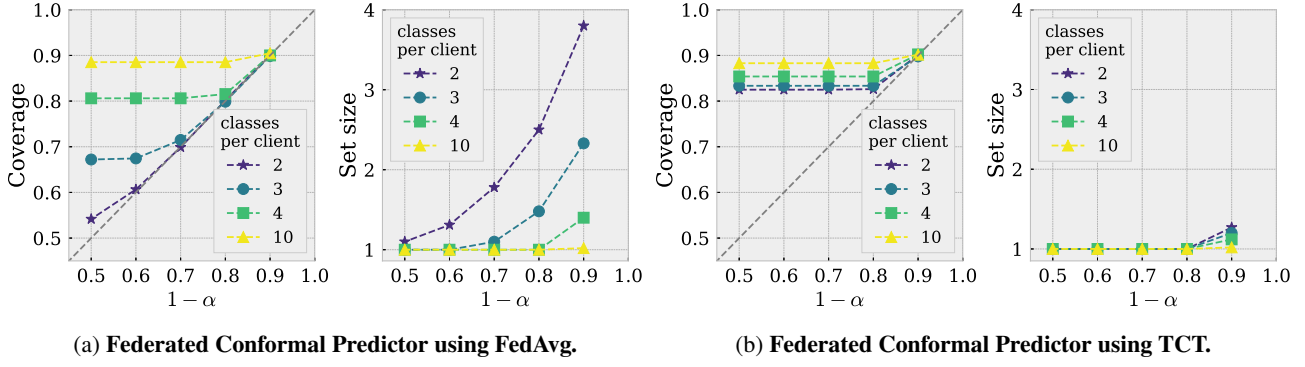 1.0
0.9
0.8
0.7
0.6
0.5
Coverage
classes
per client
2
3
4
10
0.5 0.6 0.7 0.8 0.9 1.0
1 − α
4
3
2
1
Set size
classes
per client
2
3
4
10
0.5 0.6 0.7 0.8 0.9 1.0
1 − α
(a) Federated Conformal Predictor using FedAvg.
1.0
0.9
0.8
0.7
0.6
0.5
Coverage
classes
per client
2
3
4
10
0.5 0.6 0.7 0.8 0.9 1.0
1 − α
4
3
2
1
Set size
classes
per client
2
3
4
10
0.5 0.6 0.7 0.8 0.9 1.0
1 − α
(b) Federated Conformal Predictor using TCT.